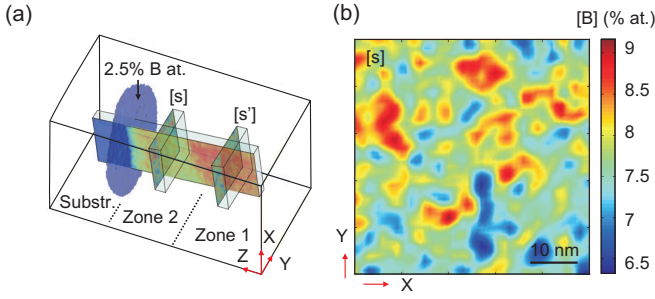 (a)
2.5% B at.
[s]
[s']
Substr.
Zone 2
Zone 1
X
Z
Y
(b)
[B] (% at.)
[s]
9
8.5
8
7.5
7
6.5
10 nm
Y
X